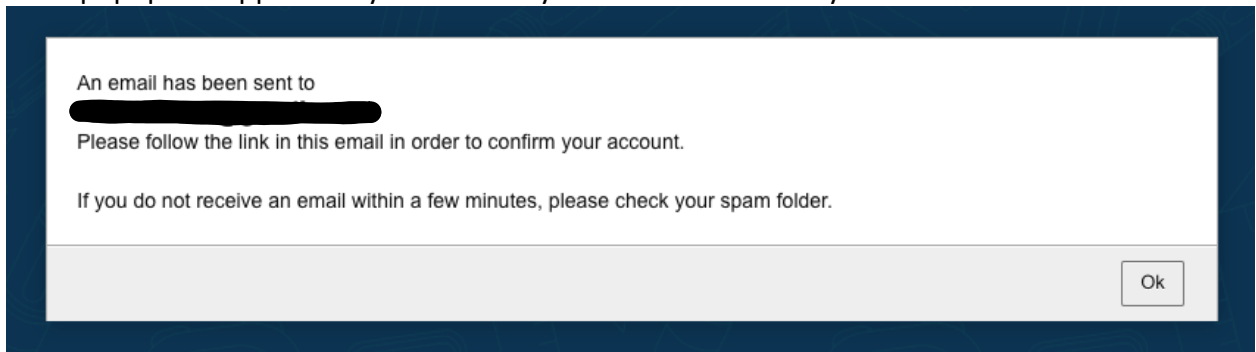 An email has been sent to
Please follow the link in this email in order to confirm your account.
If you do not receive an email within a few minutes, please check your spam folder.
Ok